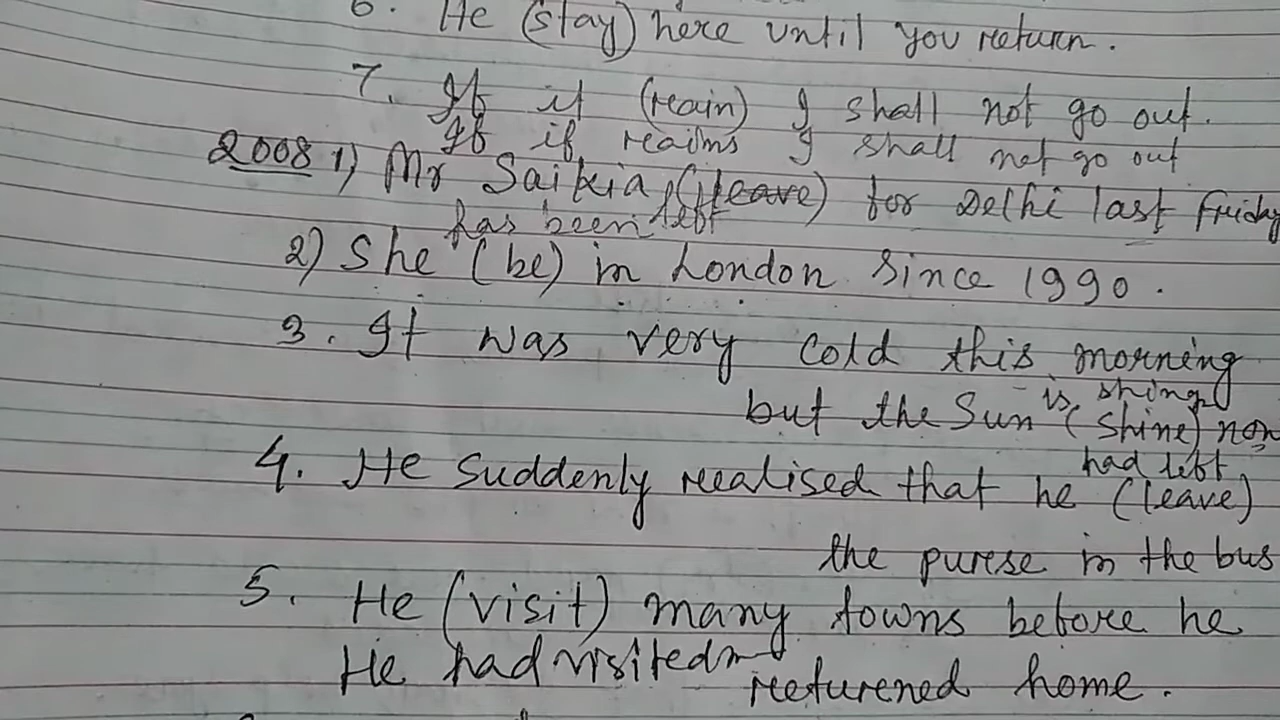 6. He (stay) here until you return.
7. If it (rain) I shall not go out.
If it rains I shall not go out
2008 1) Mr Saikia (leave) for Delhi last Friday
has been left
2) She (be) in London since 1990.
3. It was very cold this morning
is shing
but the Sun (shine) now
had left
4. He suddenly realised that he (leave)
the purse in the bus
5. He (visit) many towns before he
He had visited
returned home.